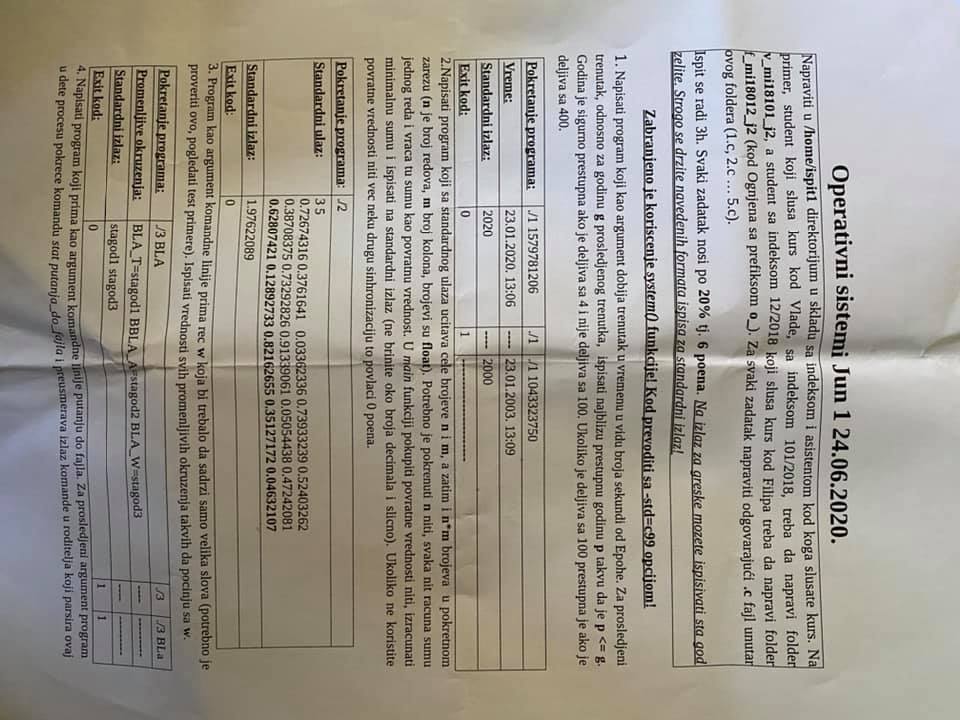 Operativni sistemi Jun 1 24.06.2020.
Napraviti u /home/ispit1 direktorijum u skladu sa indeksom i asistentom kod koga slusate kurs. Na
primer, student koji slusa kurs kod Vlade, sa indeksom 101/2018, treba da napravi folder
v_mi18101_j2, a student sa indeksom 12/2018 koji slusa kurs kod Filipa treba da napravi folder
f_mi18012_j2 (kod Ognjena sa prefiksom o_). Za svaki zadatak napraviti odgovarajući .c fajl unutar
ovog foldera (1.c, 2.c … 5.c).
Ispit se radi 3h. Svaki zadatak nosi po 20% tj. 6 poena. Na izlaz za greske mozete ispisivati sta god
zelite. Strogo se drzite navedenih formata ispisa za standardni izlaz!
Zabranjeno je koriscenje system() funkcije! Kod prevoditi sa -std=c99 opcijom!
1. Napisati program koji kao argument dobija trenutak u vremenu u vidu broja sekundi od Epohe. Za prosledjeni
trenutak, odnosno za godinu g prosledjenog trenutka, ispisati najblizu prestupnu godinu p takvu da je p <= g.
Godina je sigurno prestupna ako je deljiva sa 4 i nije deljiva sa 100. Ukoliko je deljiva sa 100 prestupna je ako je
deljiva sa 400.
Pokretanje programa: ./1 1579781206 ./1 ./1 1043323750
Vreme: 23.01.2020. 13:06 ---- 23.01.2003. 13:09
Standardni izlaz: 2020 ---- 2000
Exit kod: 0 1 -----------------------
2.Napisati program koji sa standardnog ulaza ucitava cele brojeve n i m, a zatim i n*m brojeva u pokretnom
zarezu (n je broj redova, m broj kolona, brojevi su float). Potrebno je pokrenuti n niti, svaka nit racuna sumu
jednog reda i vraca tu sumu kao povratnu vrednost. U main funkciji pokupiti povratne vrednosti niti, izracunati
minimalnu sumu i ispisati na standardni izlaz (ne brinite oko broja decimala i slicno). Ukoliko ne koristite
povratne vrednosti niti vec neku drugu sinhronizaciju to povlaci 0 poena.
Pokretanje programa: ./2
Standardni ulaz: 3 5
0.72674316 0.3761641 0.03362336 0.73933239 0.52403262
0.38708375 0.73292826 0.91339061 0.05054438 0.47242081
0.62807421 0.12892733 0.82162655 0.35127172 0.04632107
Standardni izlaz: 1.97622089
Exit kod: 0
3. Program kao argument komandne linije prima rec w koja bi trebalo da sadrzi samo velika slova (potrebno je
proveriti ovo, pogledati test primere). Ispisati vrednosti svih promenljivih okruzenja takvih da pocinju sa w.
Pokretanje programa: ./3 BLA ./3 ./3 BLa
Promenljive okruzenja: BLA_T=stagod1 BBLA_A=stagod2 BLA_W=stagod3 ---- ---------
Standardni izlaz: stagod1 stagod3 ---- ---------
Exit kod: 0 1 1
4. Napisati program koji prima kao argument komandne linije putanju do fajla. Za prosledjeni argument program
u dete procesu pokrece komandu stat putanja_do_fajla i preusmerava izlaz komande u roditelja koji parsira ovaj